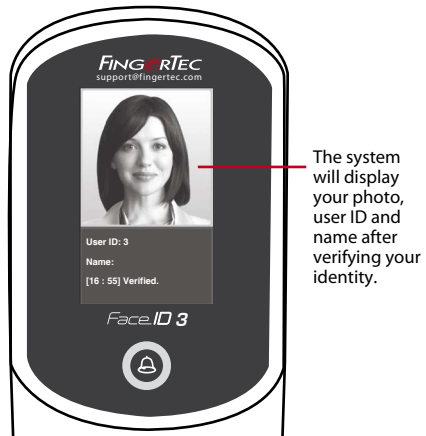 FINGERTEC
support@fingertec.com
User ID: 3
Name:
[16 : 55] Verified.
Face ID 3
The system
will display
your photo,
user ID and
name after
verifying your
identity.